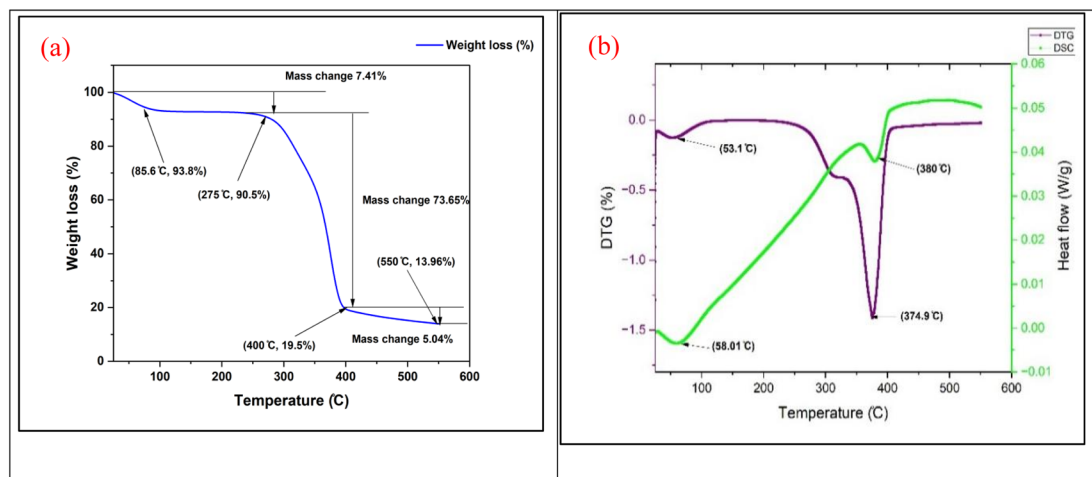 (a)
Weight loss (%)
Mass change 7.41%
100
80
60
40
20
0
Weight loss (%)
(85.6 ℃, 93.8%)
(275 ℃, 90.5%)
Mass change 73.65%
(550 ℃, 13.96%)
(400 ℃, 19.5%)
Mass change 5.04%
100
200
300
400
500
600
Temperature (℃)
(b)
DTG
DSC
0.0
-0.5
-1.0
-1.5
DTG (%)
0.06
0.05
0.04
0.03
0.02
0.01
0.00
-0.01
Heat flow (W/g)
(53.1 ℃)
(380 ℃)
(374.9 ℃)
(58.01 ℃)
100
200
300
400
500
600
Temperature (℃)